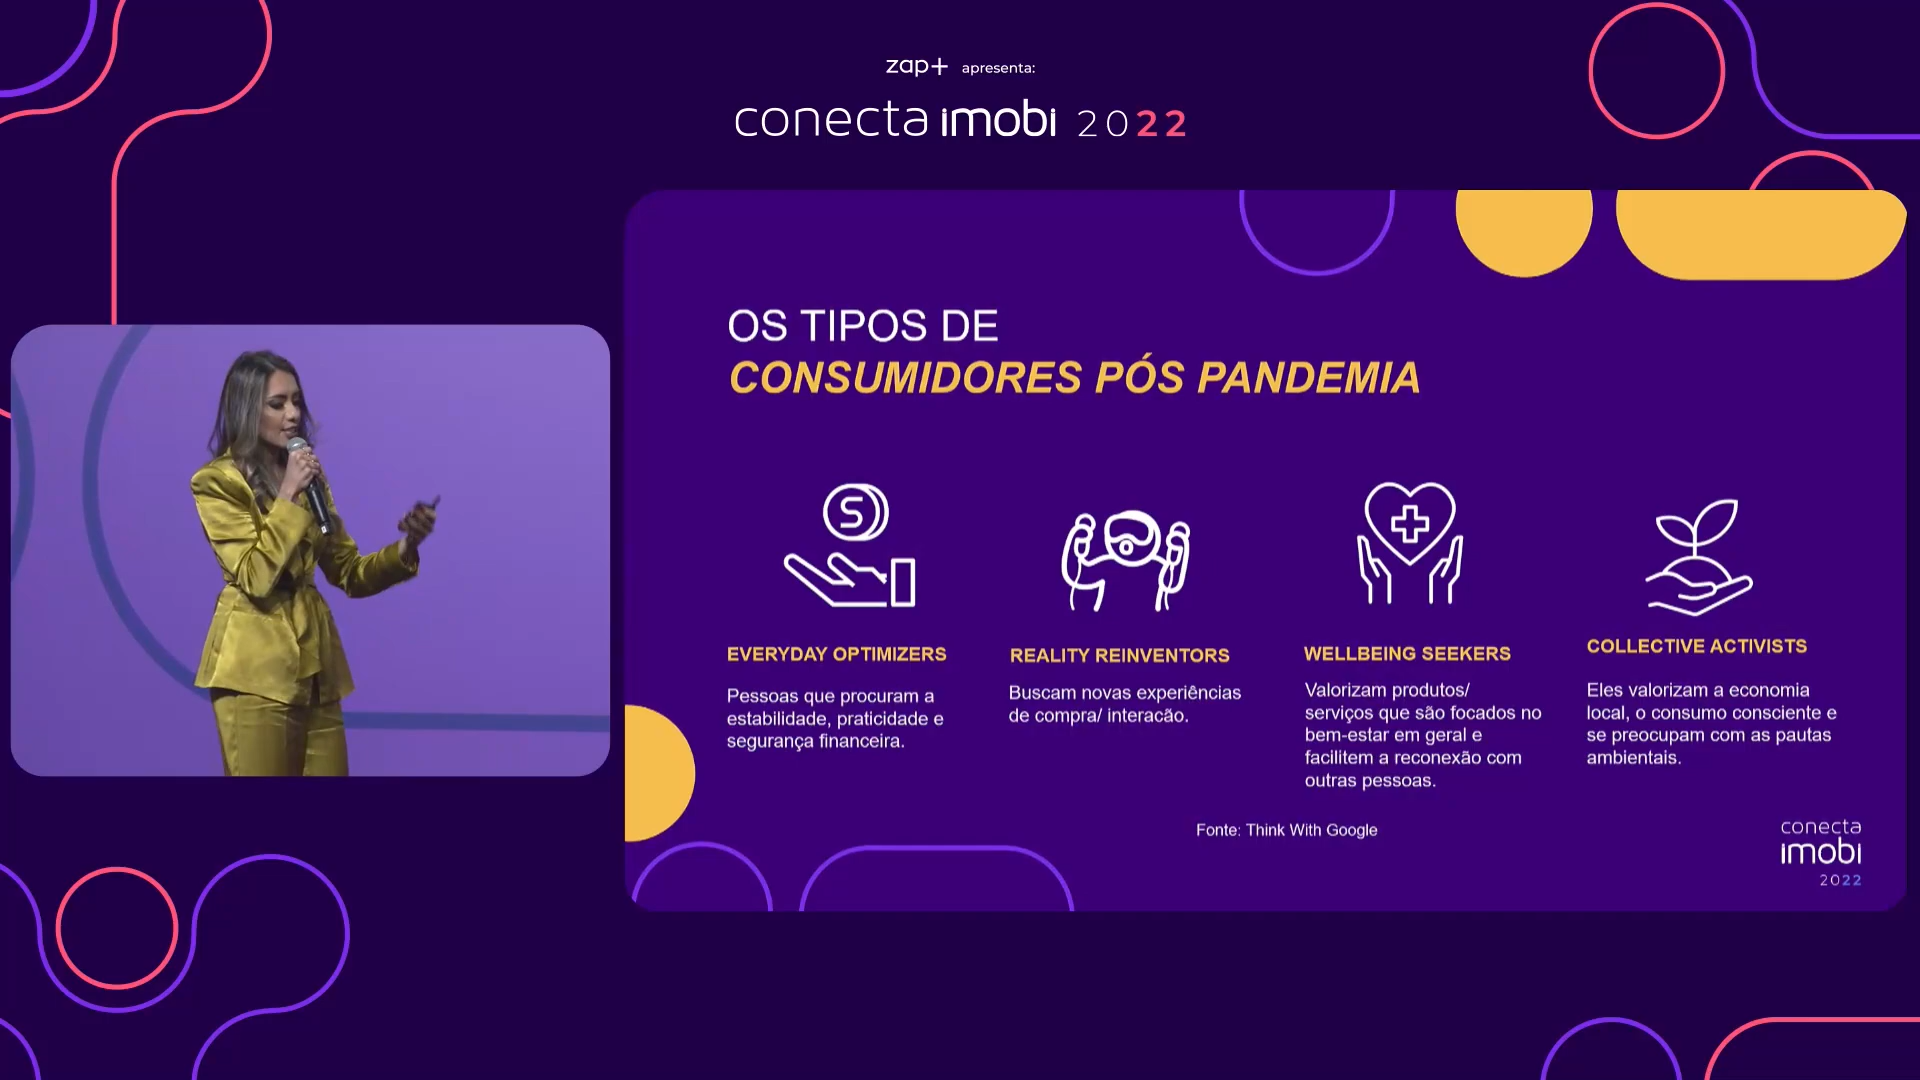 zap+ apresenta:
conecta imobi 2022
OS TIPOS DE
CONSUMIDORES PÓS PANDEMIA
EVERYDAY OPTIMIZERS
Pessoas que procuram a
estabilidade, praticidade e
segurança financeira.
REALITY REINVENTORS
Buscam novas experiências
de compra/ interacão.
WELLBEING SEEKERS
Valorizam produtos/
serviços que são focados no
bem-estar em geral e
facilitem a reconexão com
outras pessoas.
COLLECTIVE ACTIVISTS
Eles valorizam a economia
local, o consumo consciente e
se preocupam com as pautas
ambientais.
Fonte: Think With Google
conecta
imobi
2022